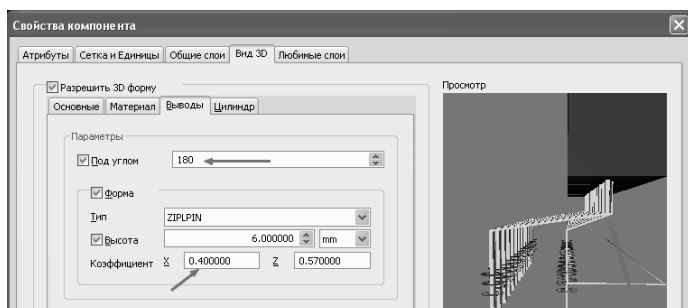 Свойства компонента
Атрибуты Сетка и Единицы Общие слои Вид 3D Любимые слои
Разрешить 3D форму
Просмотр
Основные Материал Выводы Цилиндр
Параметры
Под углом 180
Форма
Тип ZIPLPIN
Высота 6.000000 mm
Коэффициент X 0.400000 Z 0.570000